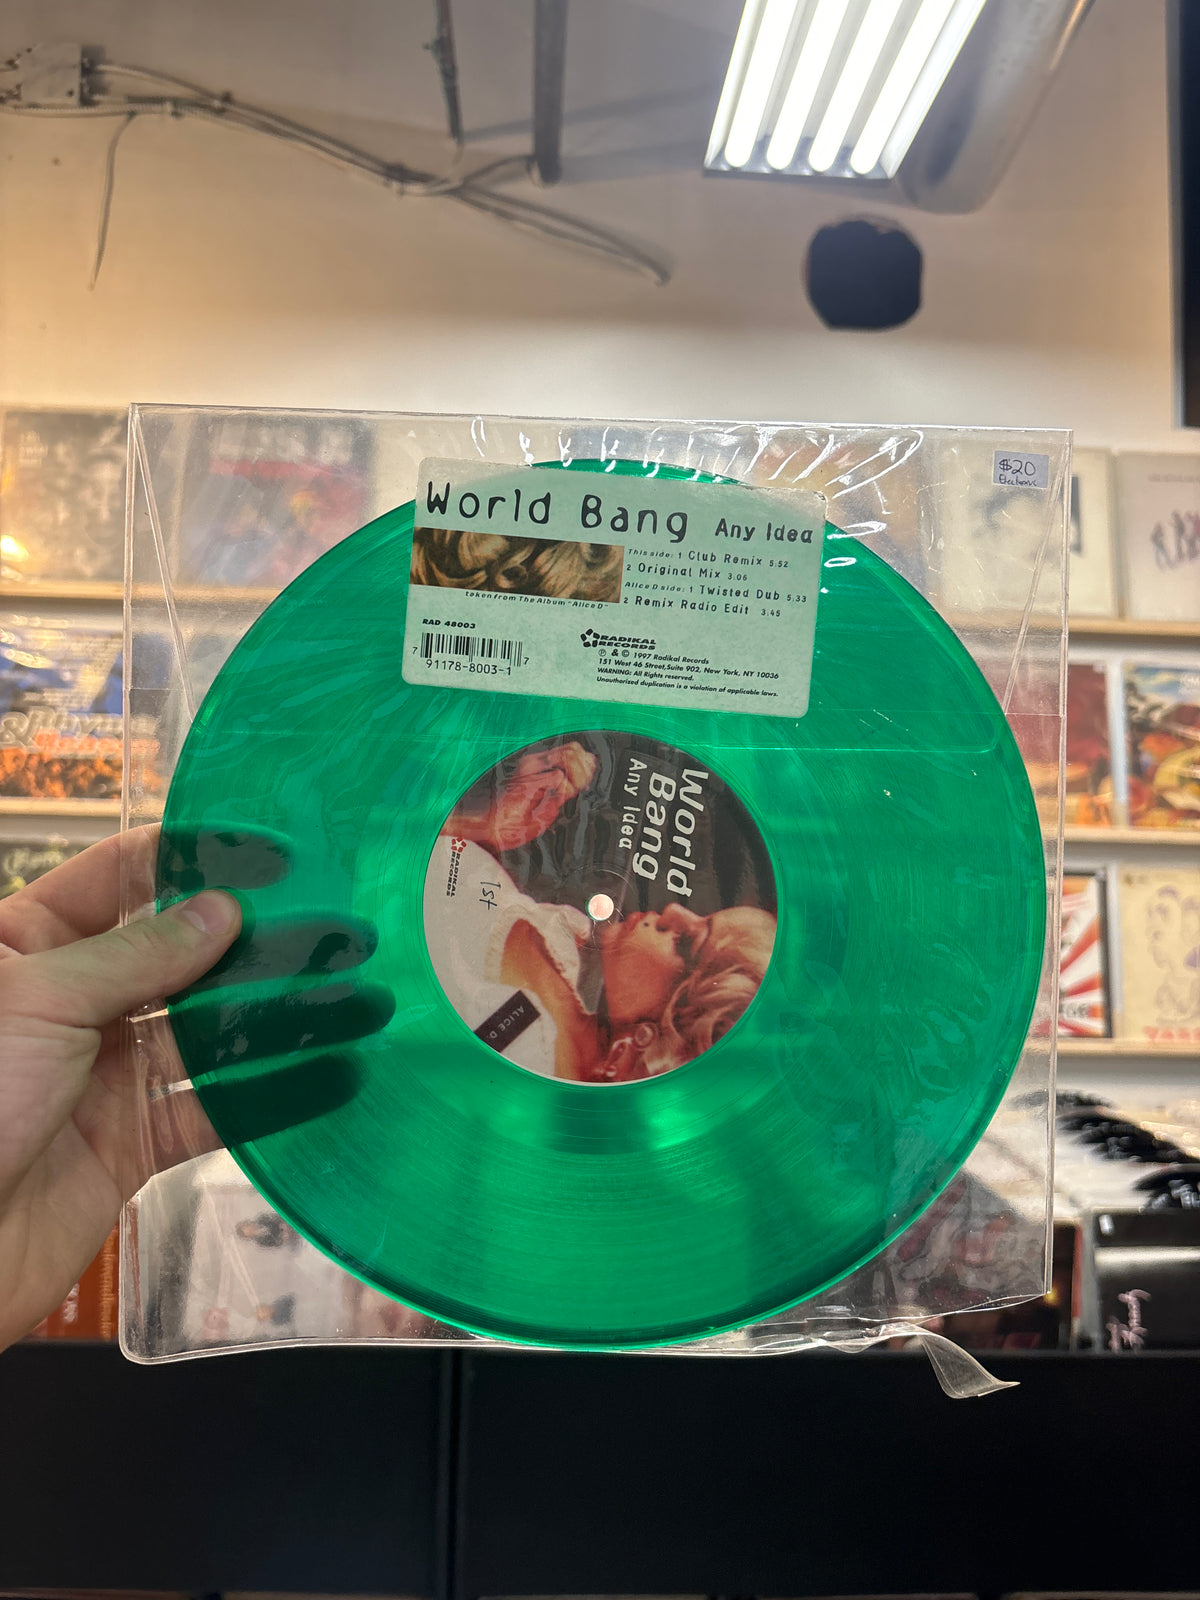 $20
Electronic
World Bang Any Idea
This side: 1 Club Remix 5.52
2 Original Mix 3.06
Alice D side: 1 Twisted Dub 5.33
2 Remix Radio Edit 3.45
taken from The Album "Alice D"
RAD 48003
7 91178-8003-1 7
RADIKAL
RECORDS
℗ & © 1997 Radikal Records
151 West 46 Street,Suite 902, New York, NY 10036
WARNING: All Rights reserved.
Unauthorized duplication is a violation of applicable laws.
World
Bang
Any Idea
RADIKAL
RECORDS
1st
ALICE D.